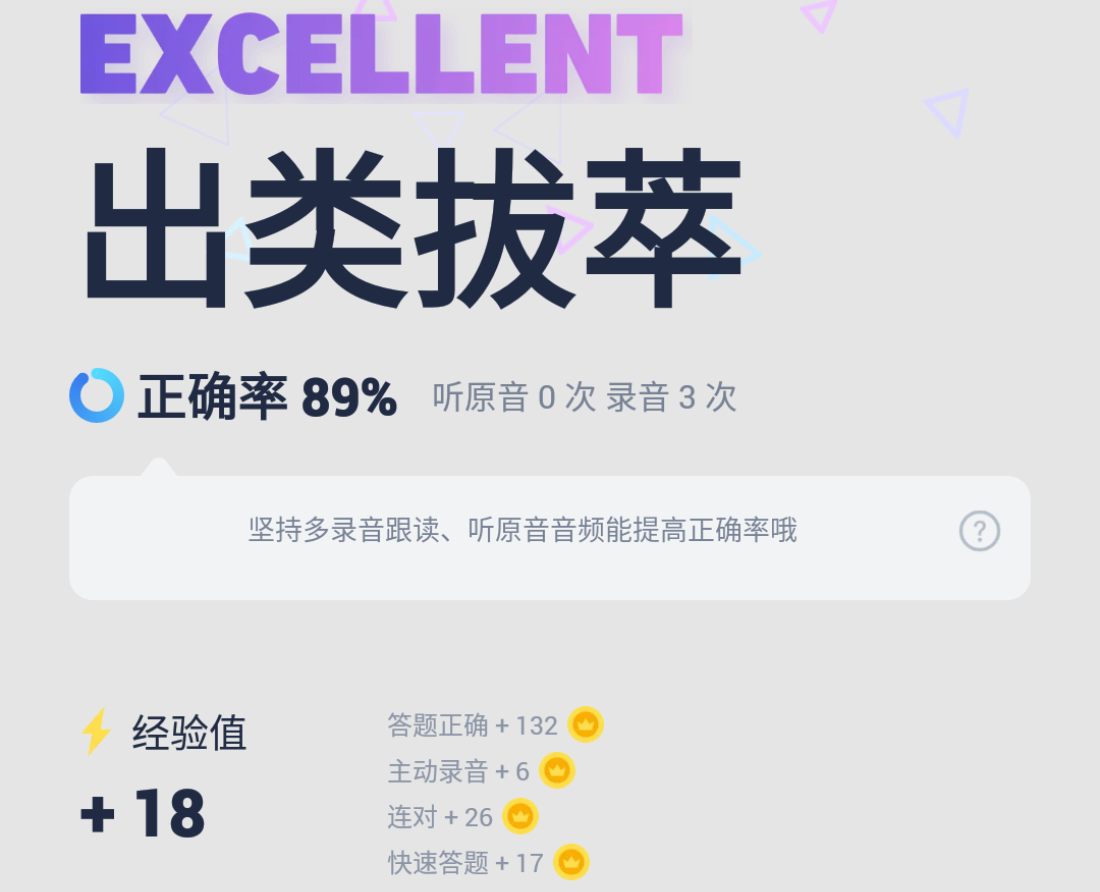 EXCELLENT
出类拔萃
正确率 89% 听原音 0 次 录音 3 次
坚持多录音跟读、听原音音频能提高正确率哦 ?
经验值
+ 18
答题正确 + 132
主动录音 + 6
连对 + 26
快速答题 + 17